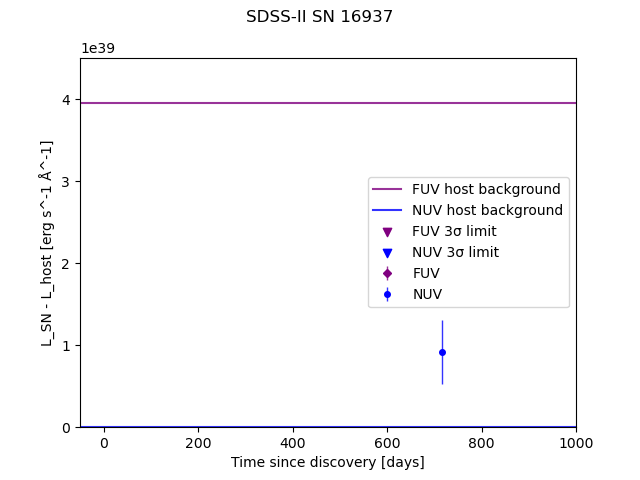 SDSS-II SN 16937
1e39
4
3
2
1
0
L_SN - L_host [erg s^-1 Å^-1]
FUV host background
NUV host background
FUV 3σ limit
NUV 3σ limit
FUV
NUV
0 200 400 600 800 1000
Time since discovery [days]